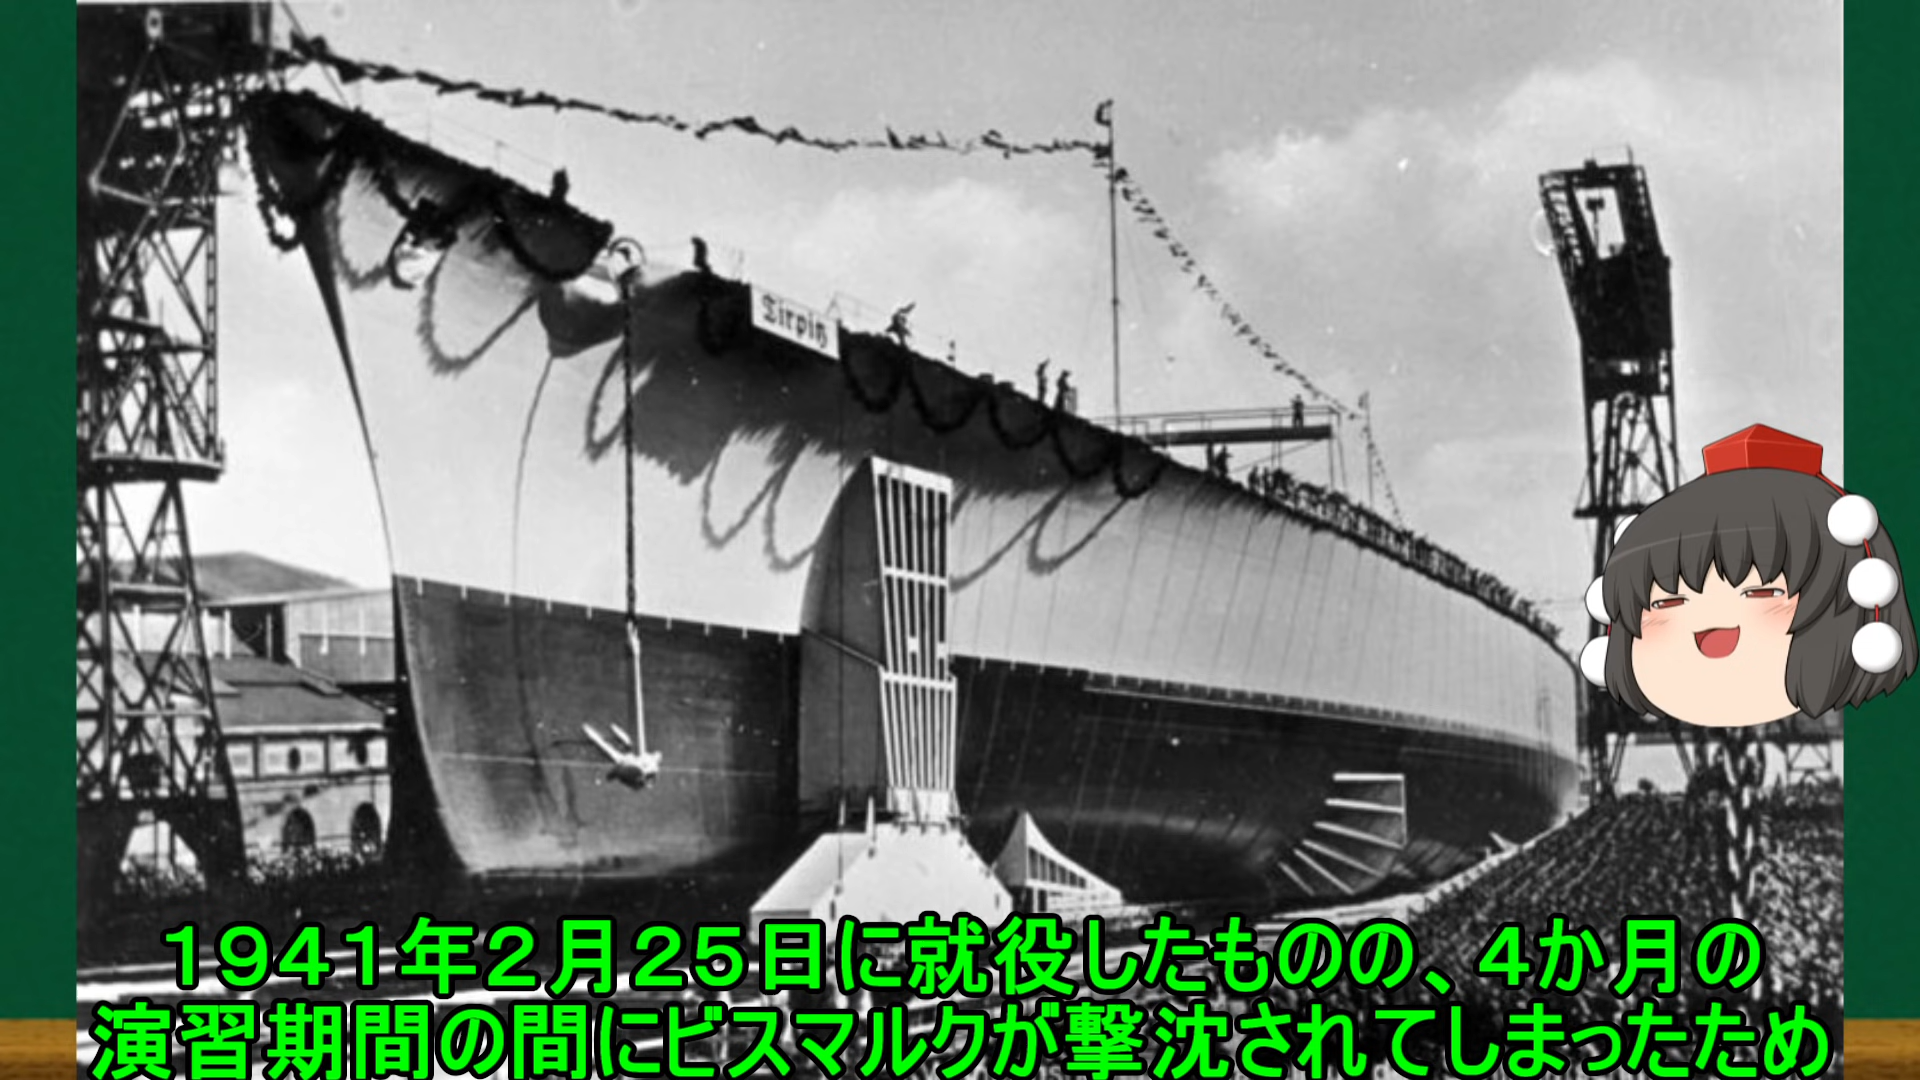 Tirpitz
１９４１年２月２５日に就役したものの、４か月の
演習期間の間にビスマルクが撃沈されてしまったため